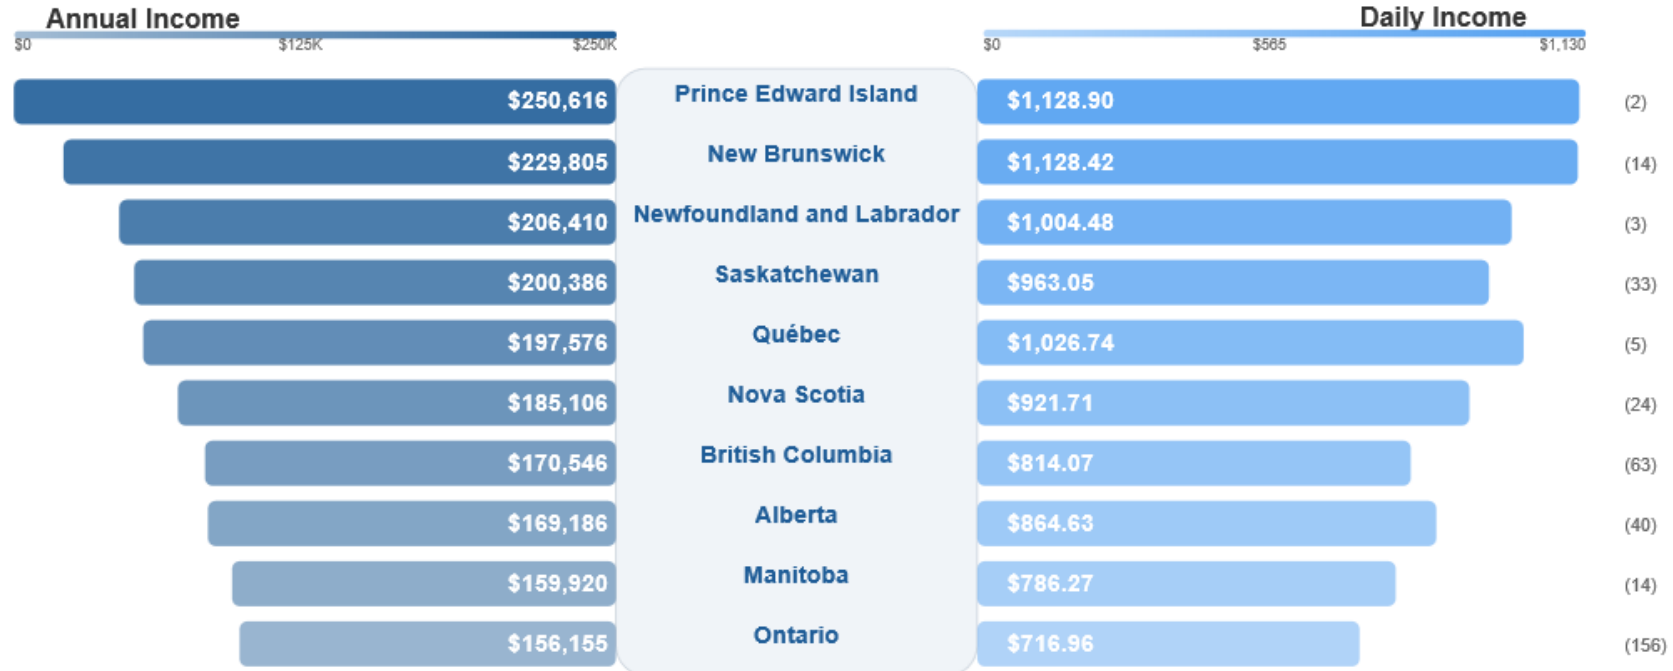 Annual Income Daily Income
$0 $125K $250K $0 $565 $1,130
$250,616 Prince Edward Island $1,128.90 (2)
$229,805 New Brunswick $1,128.42 (14)
$206,410 Newfoundland and Labrador $1,004.48 (3)
$200,386 Saskatchewan $963.05 (33)
$197,576 Québec $1,026.74 (5)
$185,106 Nova Scotia $921.71 (24)
$170,546 British Columbia $814.07 (63)
$169,186 Alberta $864.63 (40)
$159,920 Manitoba $786.27 (14)
$156,155 Ontario $716.96 (156)